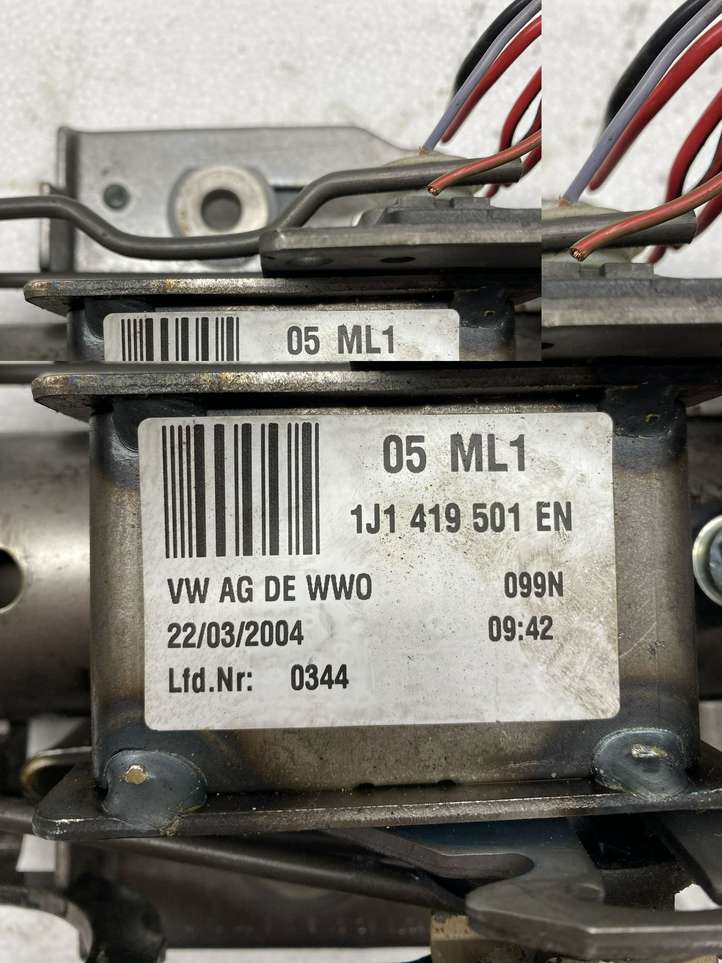 05 ML1
05 ML1
1J1 419 501 EN
VW AG DE WWO 099N
22/03/2004 09:42
Lfd.Nr: 0344